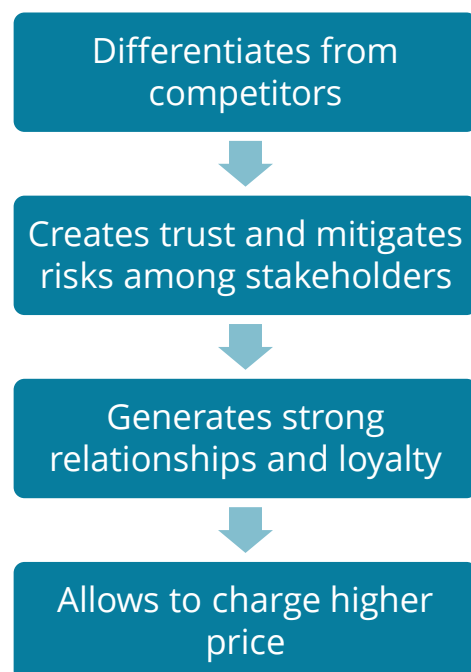 Differentiates from
competitors
Creates trust and mitigates
risks among stakeholders
Generates strong
relationships and loyalty
Allows to charge higher
price